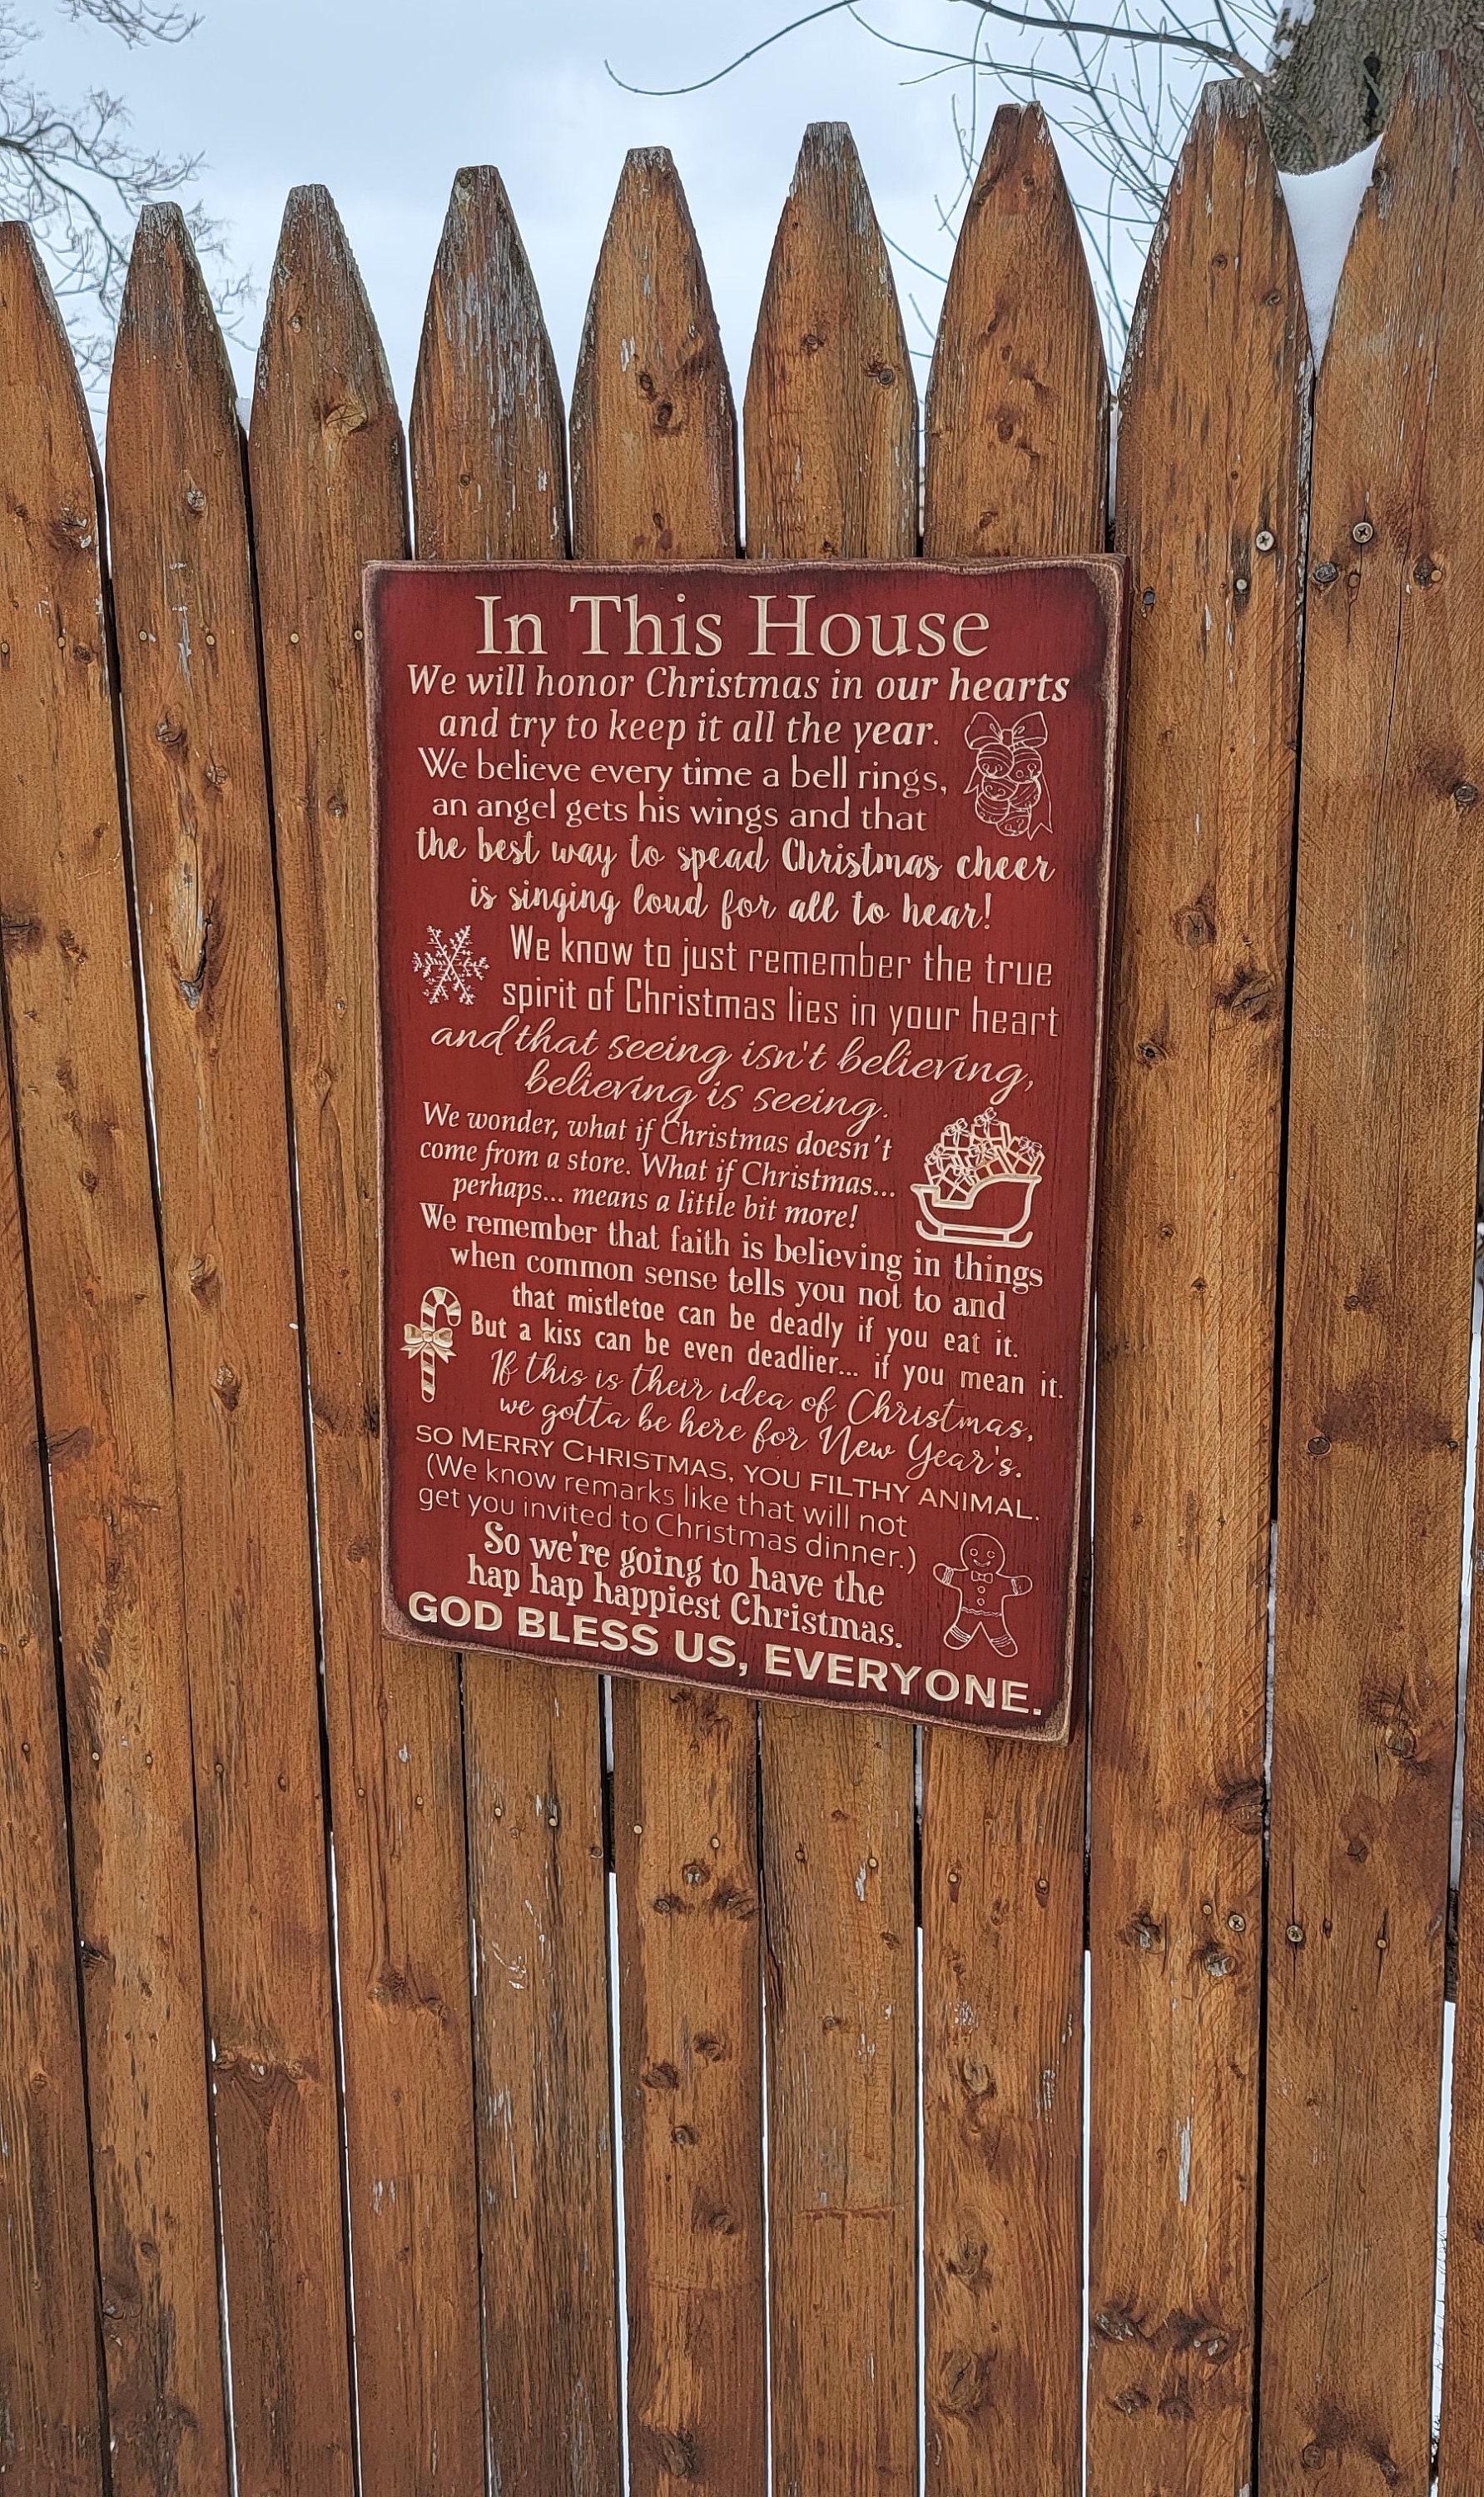 In This House
We will honor Christmas in our hearts
and try to keep it all the year.
We believe every time a bell rings,
an angel gets his wings and that
the best way to spead Christmas cheer
is singing loud for all to hear!
We know to just remember the true
spirit of Christmas lies in your heart
and that seeing isn't believing,
believing is seeing.
We wonder, what if Christmas doesn't
come from a store. What if Christmas...
perhaps... means a little bit more!
We remember that faith is believing in things
when common sense tells you not to and
that mistletoe can be deadly if you eat it.
But a kiss can be even deadlier... if you mean it.
If this is their idea of Christmas,
we gotta be here for New Year's.
SO MERRY CHRISTMAS, YOU FILTHY ANIMAL.
(We know remarks like that will not
get you invited to Christmas dinner.)
So we're going to have the
hap hap happiest Christmas.
GOD BLESS US, EVERYONE.